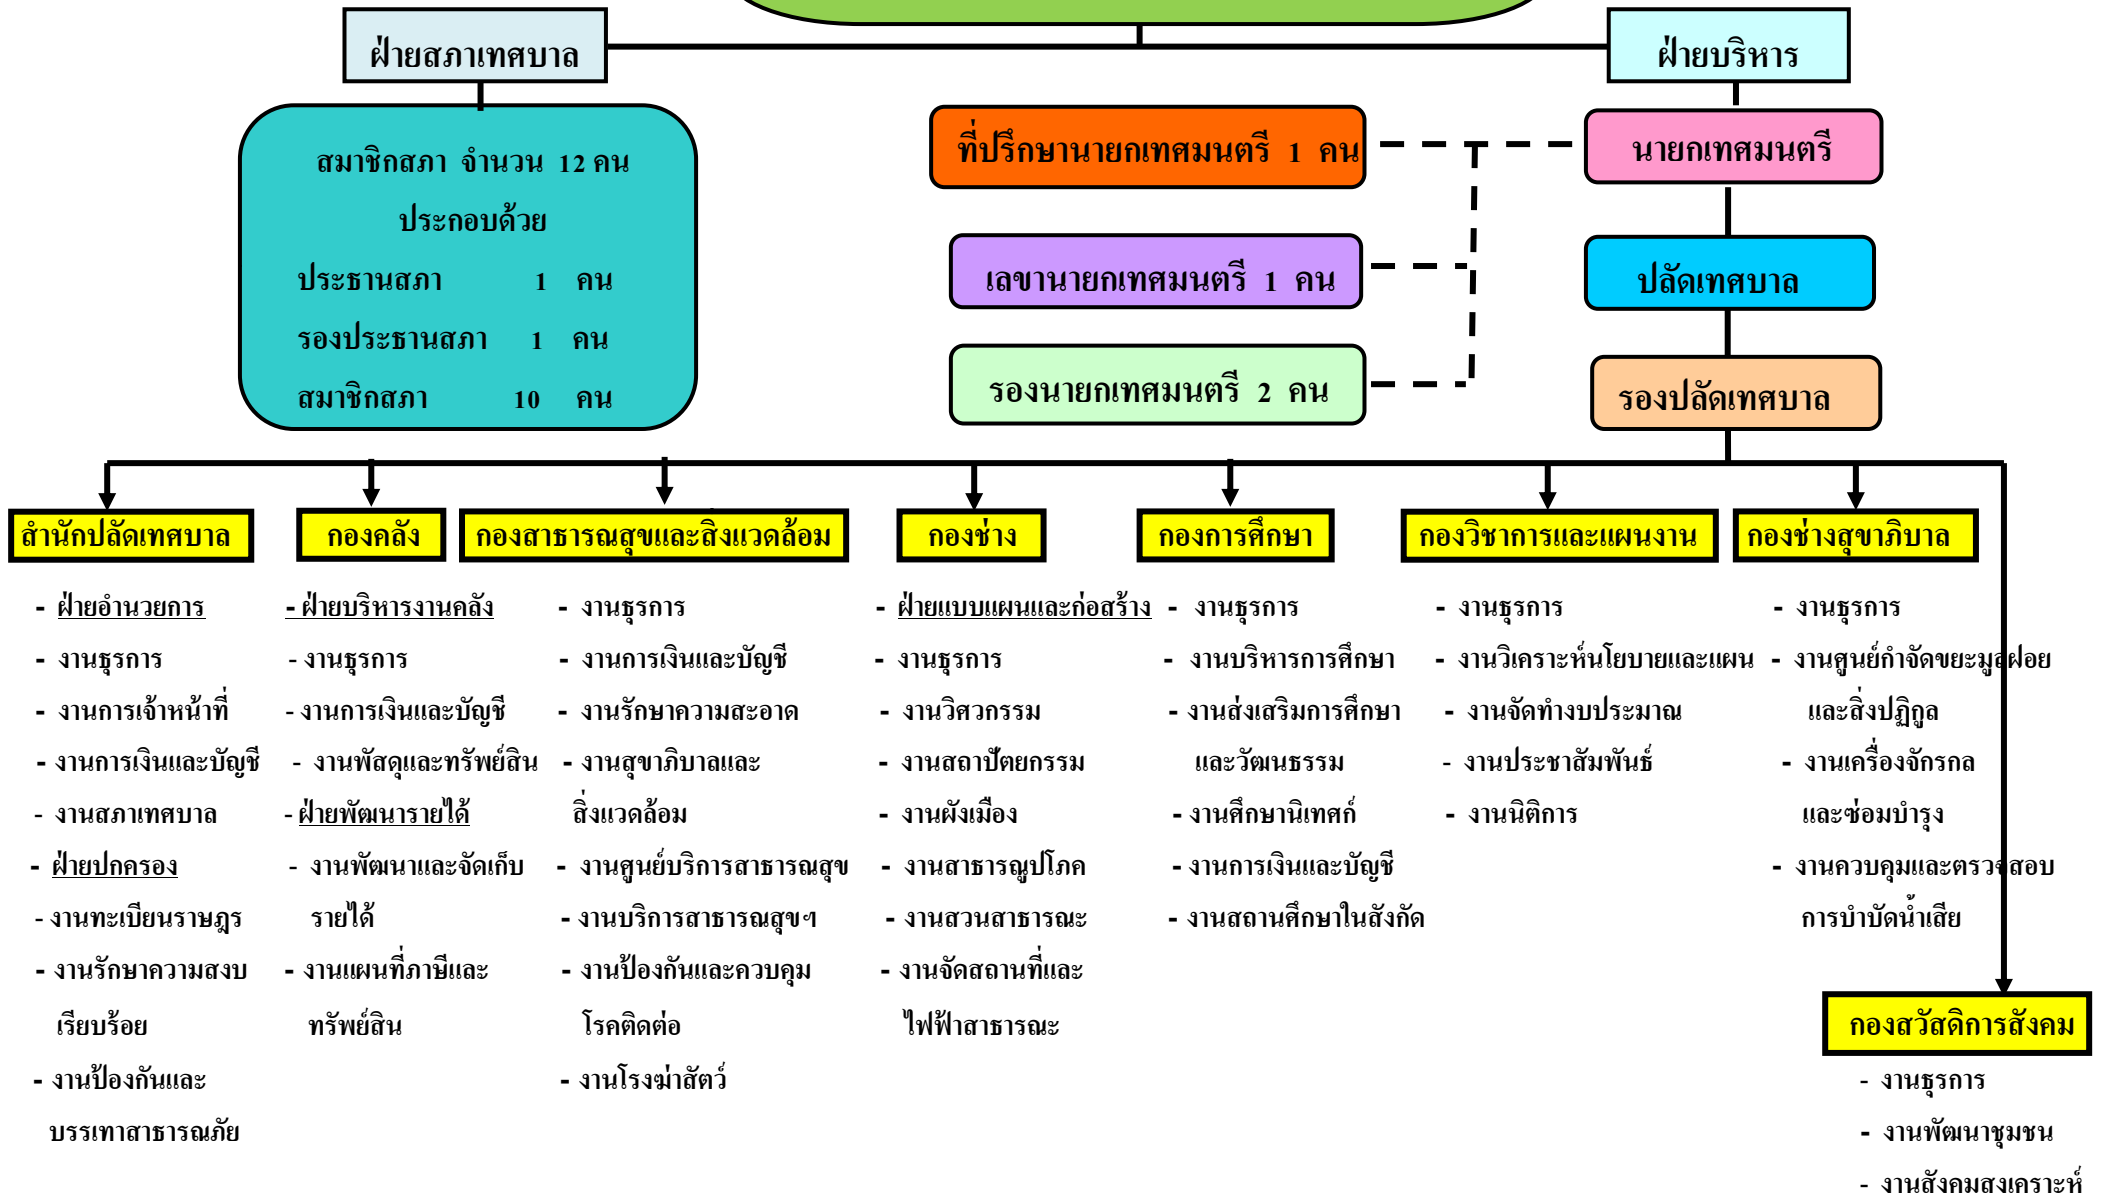 ฝ่ายสภาเทศบาล
ฝ่ายบริหาร
สมาชิกสภา จำนวน 12 คน
ประกอบด้วย
ประธานสภา 1 คน
รองประธานสภา 1 คน
สมาชิกสภา 10 คน
ที่ปรึกษานายกเทศมนตรี 1 คน
นายกเทศมนตรี
เลขานายกเทศมนตรี 1 คน
ปลัดเทศบาล
รองนายกเทศมนตรี 2 คน
รองปลัดเทศบาล
สำนักปลัดเทศบาล
- ฝ่ายอำนวยการ
- งานธุรการ
- งานการเจ้าหน้าที่
- งานการเงินและบัญชี
- งานสภาเทศบาล
- ฝ่ายปกครอง
- งานทะเบียนราษฎร
- งานรักษาความสงบ
เรียบร้อย
- งานป้องกันและ
บรรเทาสาธารณภัย
กองคลัง
- ฝ่ายบริหารงานคลัง
- งานธุรการ
- งานการเงินและบัญชี
- งานพัสดุและทรัพย์สิน
- ฝ่ายพัฒนารายได้
- งานพัฒนาและจัดเก็บ
รายได้
- งานแผนที่ภาษีและ
ทรัพย์สิน
กองสาธารณสุขและสิ่งแวดล้อม
- งานธุรการ
- งานการเงินและบัญชี
- งานรักษาความสะอาด
- งานสุขาภิบาลและ
สิ่งแวดล้อม
- งานศูนย์บริการสาธารณสุข
- งานบริการสาธารณสุขฯ
- งานป้องกันและควบคุม
โรคติดต่อ
- งานโรงฆ่าสัตว์
กองช่าง
- ฝ่ายแบบแผนและก่อสร้าง
- งานธุรการ
- งานวิศวกรรม
- งานสถาปัตยกรรม
- งานผังเมือง
- งานสาธารณูปโภค
- งานสวนสาธารณะ
- งานจัดสถานที่และ
ไฟฟ้าสาธารณะ
กองการศึกษา
- งานธุรการ
- งานบริหารการศึกษา
- งานส่งเสริมการศึกษา
และวัฒนธรรม
- งานศึกษานิเทศก์
- งานการเงินและบัญชี
- งานสถานศึกษาในสังกัด
กองวิชาการและแผนงาน
- งานธุรการ
- งานวิเคราะห์นโยบายและแผน
- งานจัดทำงบประมาณ
- งานประชาสัมพันธ์
- งานนิติการ
กองช่างสุขาภิบาล
- งานธุรการ
- งานศูนย์กำจัดขยะมูลฝอย
และสิ่งปฏิกูล
- งานเครื่องจักรกล
และซ่อมบำรุง
- งานควบคุมและตรวจสอบ
การบำบัดน้ำเสีย
กองสวัสดิการสังคม
- งานธุรการ
- งานพัฒนาชุมชน
- งานสังคมสงเคราะห์